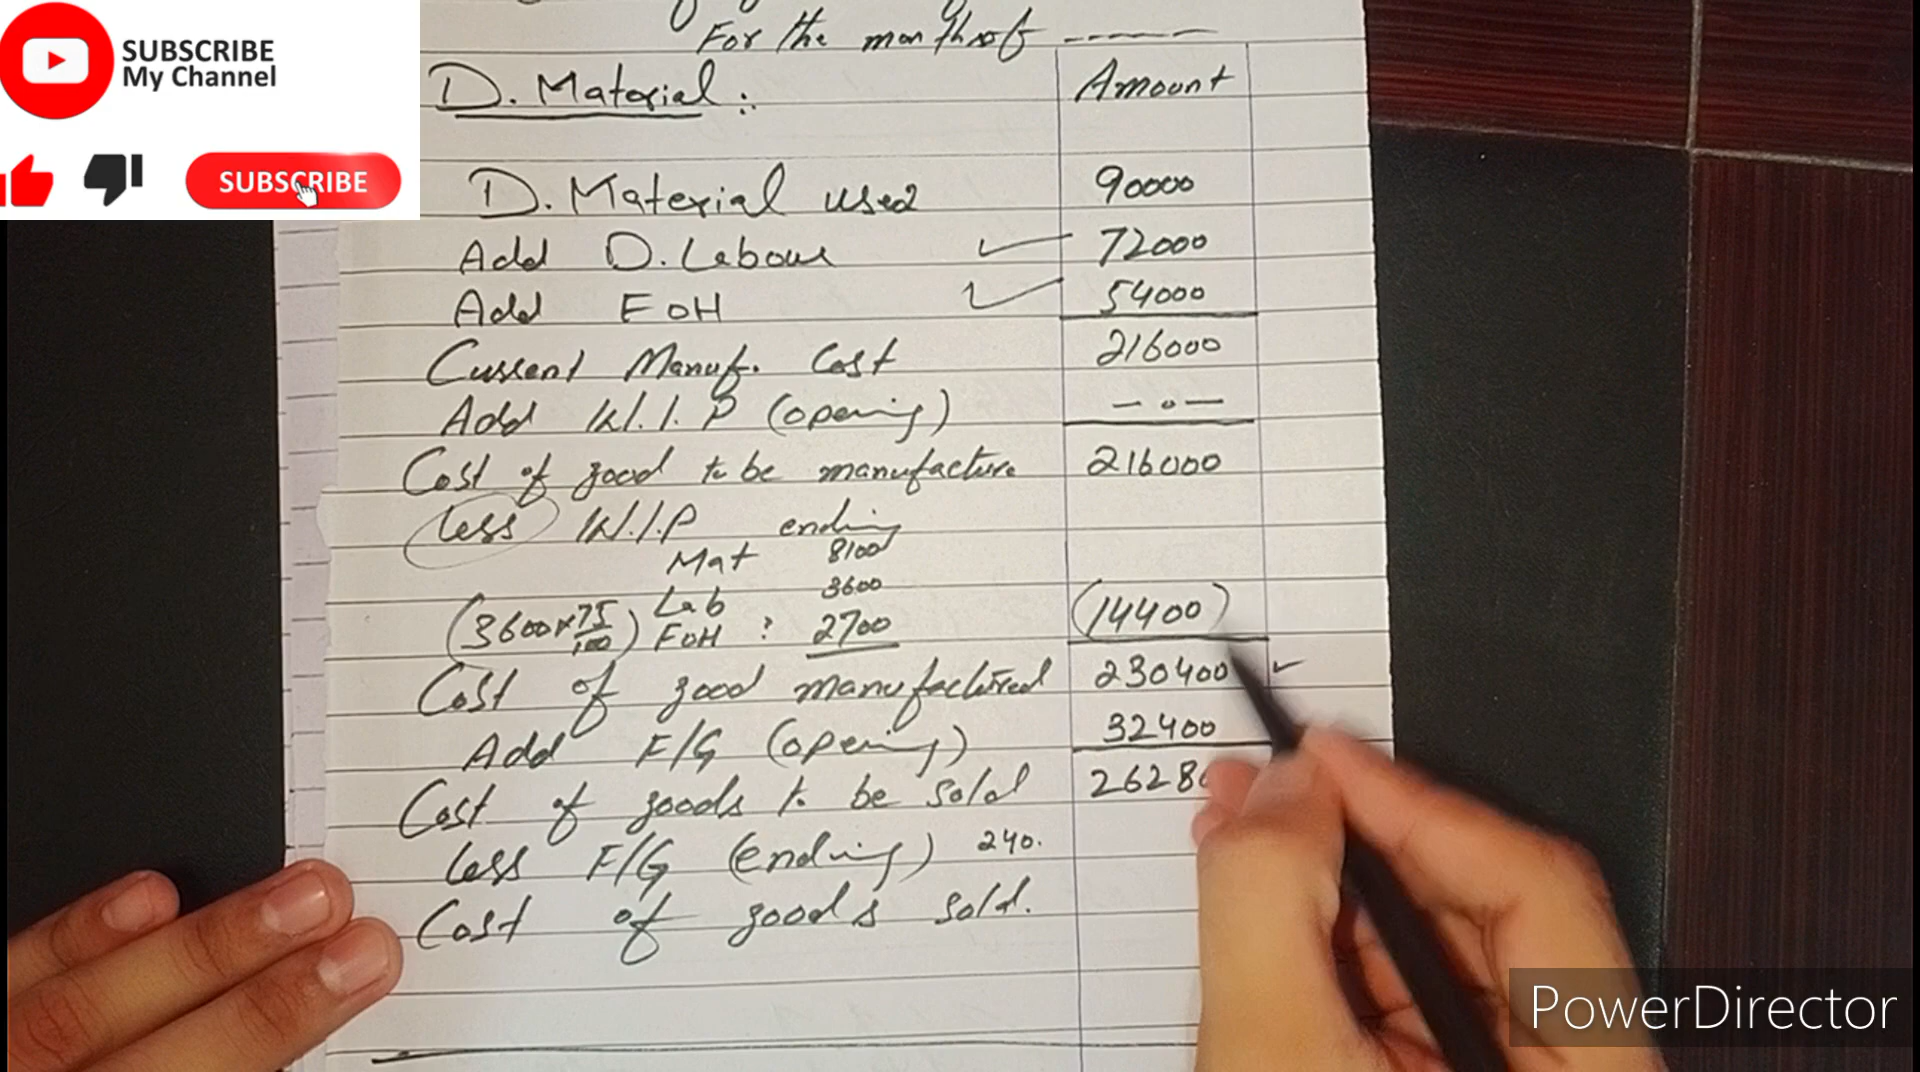 SUBSCRIBE
My Channel
SUBSCRIBE
For the month of ------
D. Material : Amount
D. Material used 90000
Add D. Labour 72000
Add FOH 54000
Current Manuf. Cost 216000
Add W.I.P (opening) — o —
Cost of good to be manufacture 216000
Less W.I.P ending
Mat 8100
Lab 3600
(3600×75/100) FOH : 2700 (14400)
Cost of good manufactured 230400
Add F/G (opening) 32400
Cost of goods to be sold 2628
Less F/G (ending) 240.
Cost of goods sold.
PowerDirector